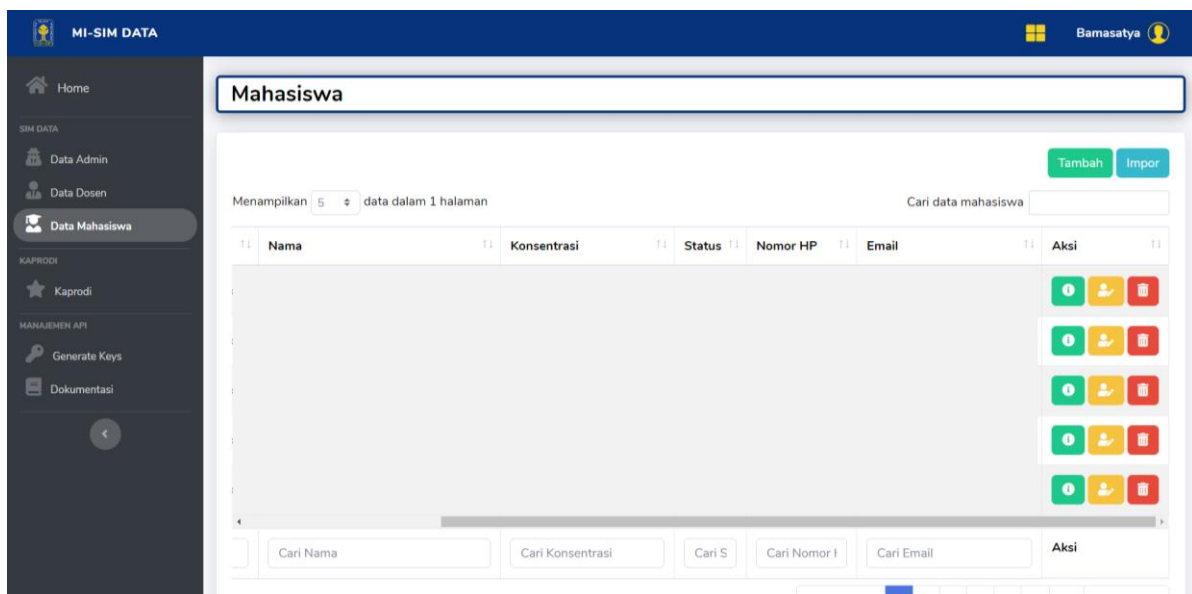 MI-SIM DATA
Bamasatya
Home
SIM DATA
Data Admin
Data Dosen
Data Mahasiswa
KAPRODI
Kaprodi
MANAJEMEN API
Generate Keys
Dokumentasi
Mahasiswa
Tambah Impor
Menampilkan 5 data dalam 1 halaman
Cari data mahasiswa
Nama Konsentrasi Status Nomor HP Email Aksi
Cari Nama Cari Konsentrasi Cari S Cari Nomor Cari Email Aksi